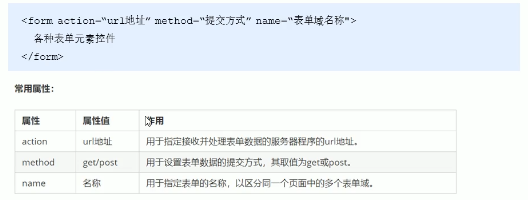 <form action=“url地址” method=“提交方式” name=“表单域名称">
各种表单元素控件
</form>
常用属性：
属性 属性值 作用
action url地址 用于指定接收并处理表单数据的服务器程序的url地址。
method get/post 用于设置表单数据的提交方式，其取值为get或post。
name 名称 用于指定表单的名称，以区分同一个页面中的多个表单域。